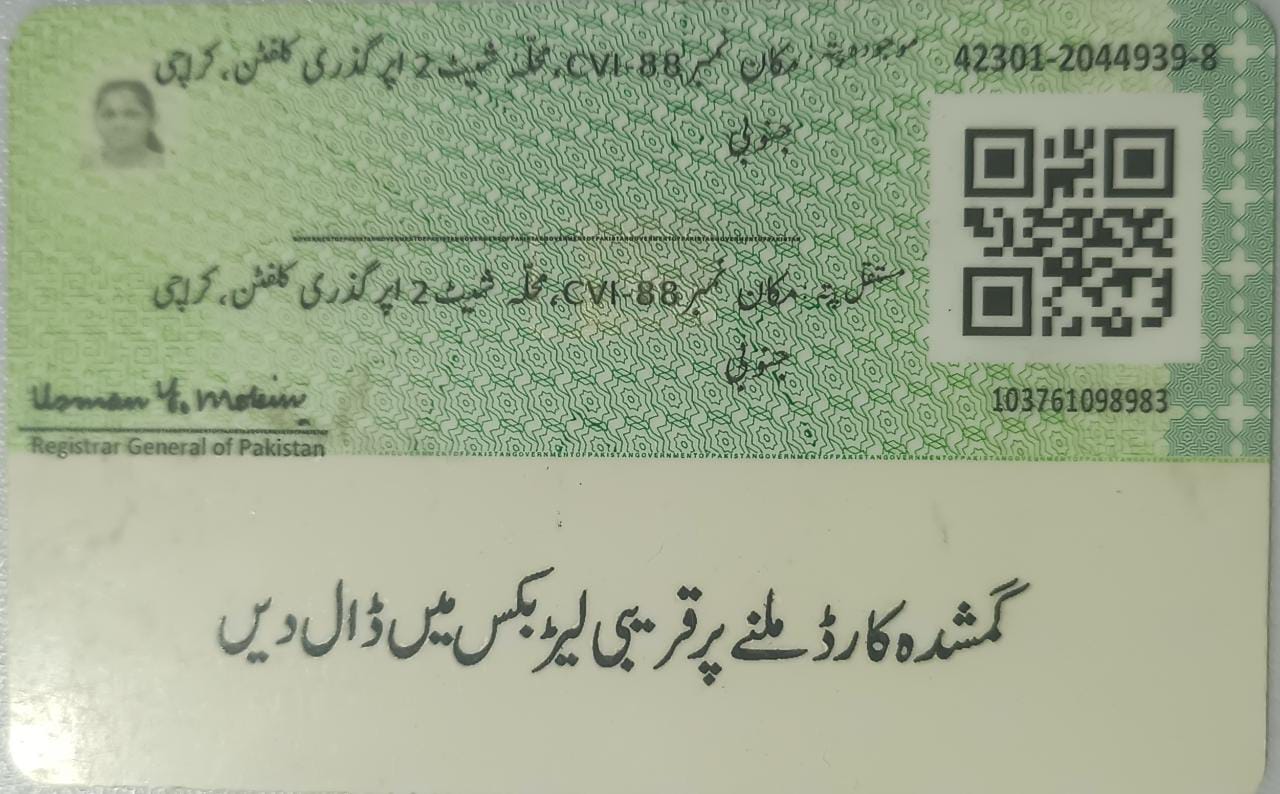 42301-2044939-8
موجودہ پتہ: مکان نمبر CVI-88، محلہ شیٹ 2 اپر گذری کلفٹن، کراچی
جنوبی
GOVERNMENTOFPAKISTANGOVERNMENTOFPAKISTANGOVERNMENTOFPAKISTANGOVERNMENTOFPAKISTAN
مستقل پتہ: مکان نمبر CVI-88، محلہ شیٹ 2 اپر گذری کلفٹن، کراچی
جنوبی
103761098983
Usman Y. Mobin
Registrar General of Pakistan
گمشدہ کارڈ ملنے پر قریبی لیٹر بکس میں ڈال دیں